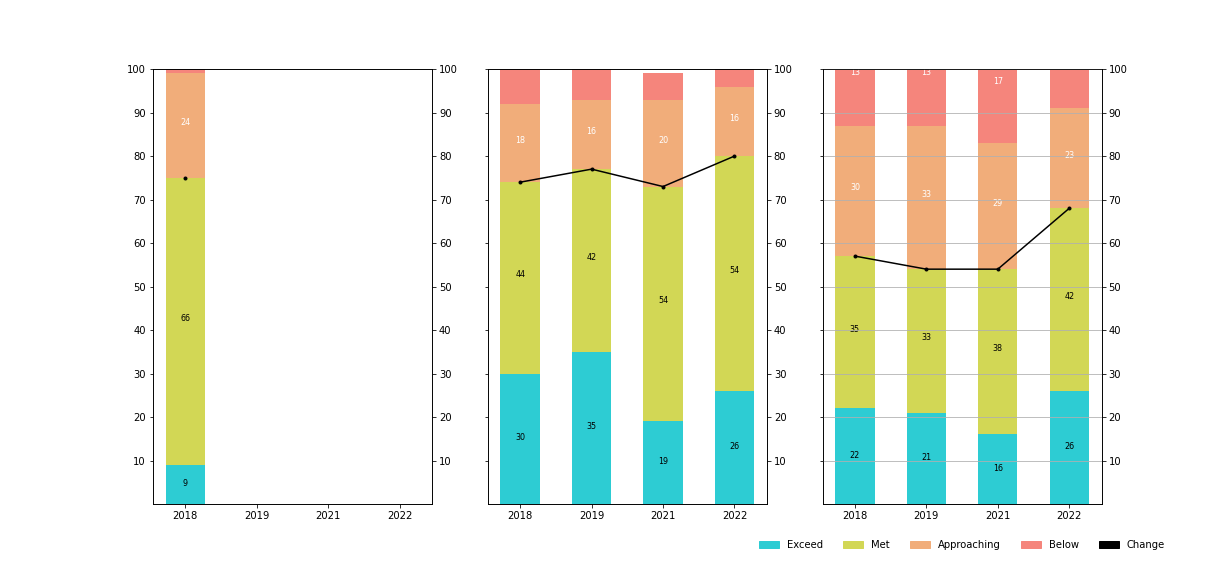 100 100 100 100
13 13 17
90 90 90 90
24 18 16 20 16 30 33 29 23
80 80 80 80
70 70 70 70
60 60 60 60
66 44 42 54 54 35 33 38 42
50 50 50 50
40 40 40 40
30 30 30 30
20 20 20 20
9 30 35 19 26 22 21 16 26
10 10 10 10
2018 2019 2021 2022 2018 2019 2021 2022 2018 2019 2021 2022
Exceed Met Approaching Below Change